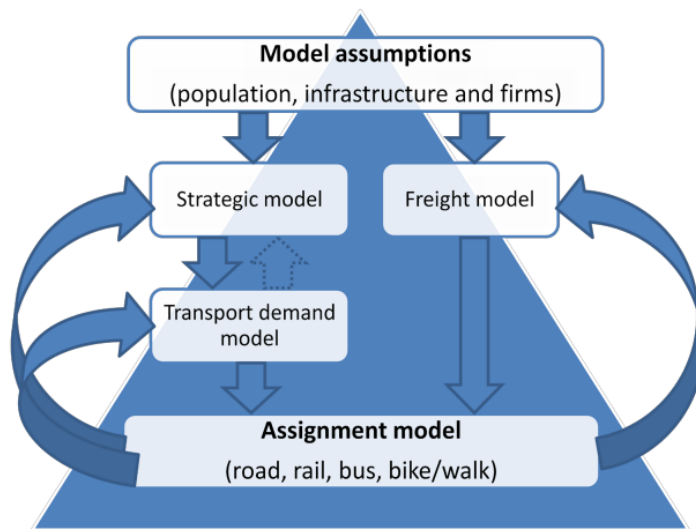 Model assumptions
(population, infrastructure and firms)
Strategic model
Freight model
Transport demand
model
Assignment model
(road, rail, bus, bike/walk)